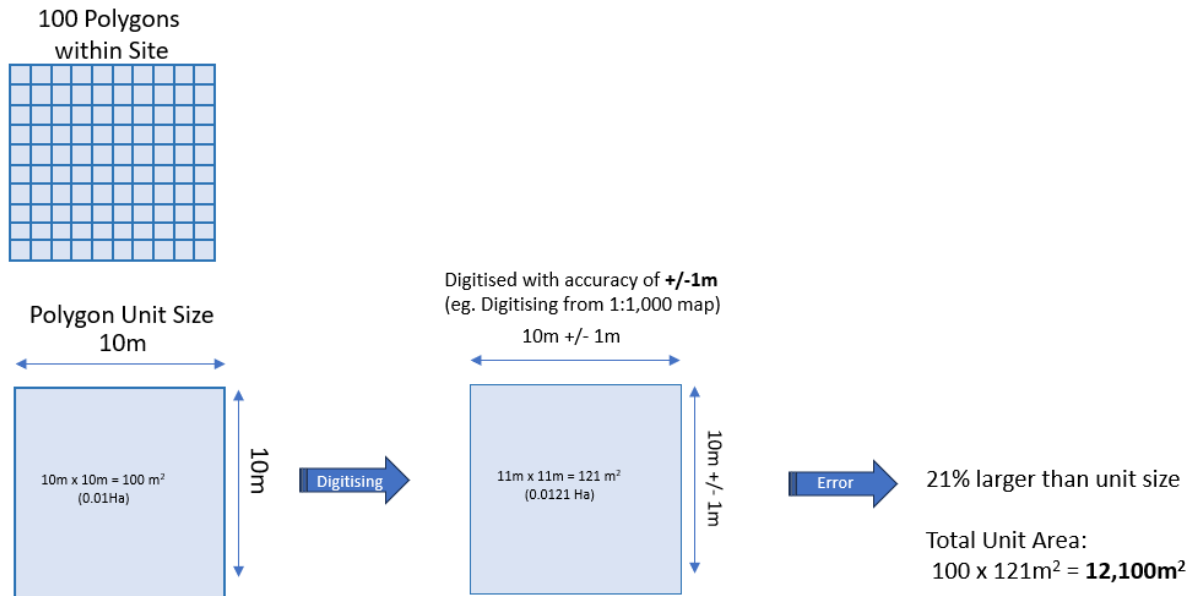 100 Polygons
within Site
Polygon Unit Size
10m
10m x 10m = 100 m²
(0.01Ha)
10m
Digitising
Digitised with accuracy of +/-1m
(eg. Digitising from 1:1,000 map)
10m +/- 1m
11m x 11m = 121 m²
(0.0121 Ha)
10m +/- 1m
Error
21% larger than unit size
Total Unit Area:
100 x 121m² = 12,100m²